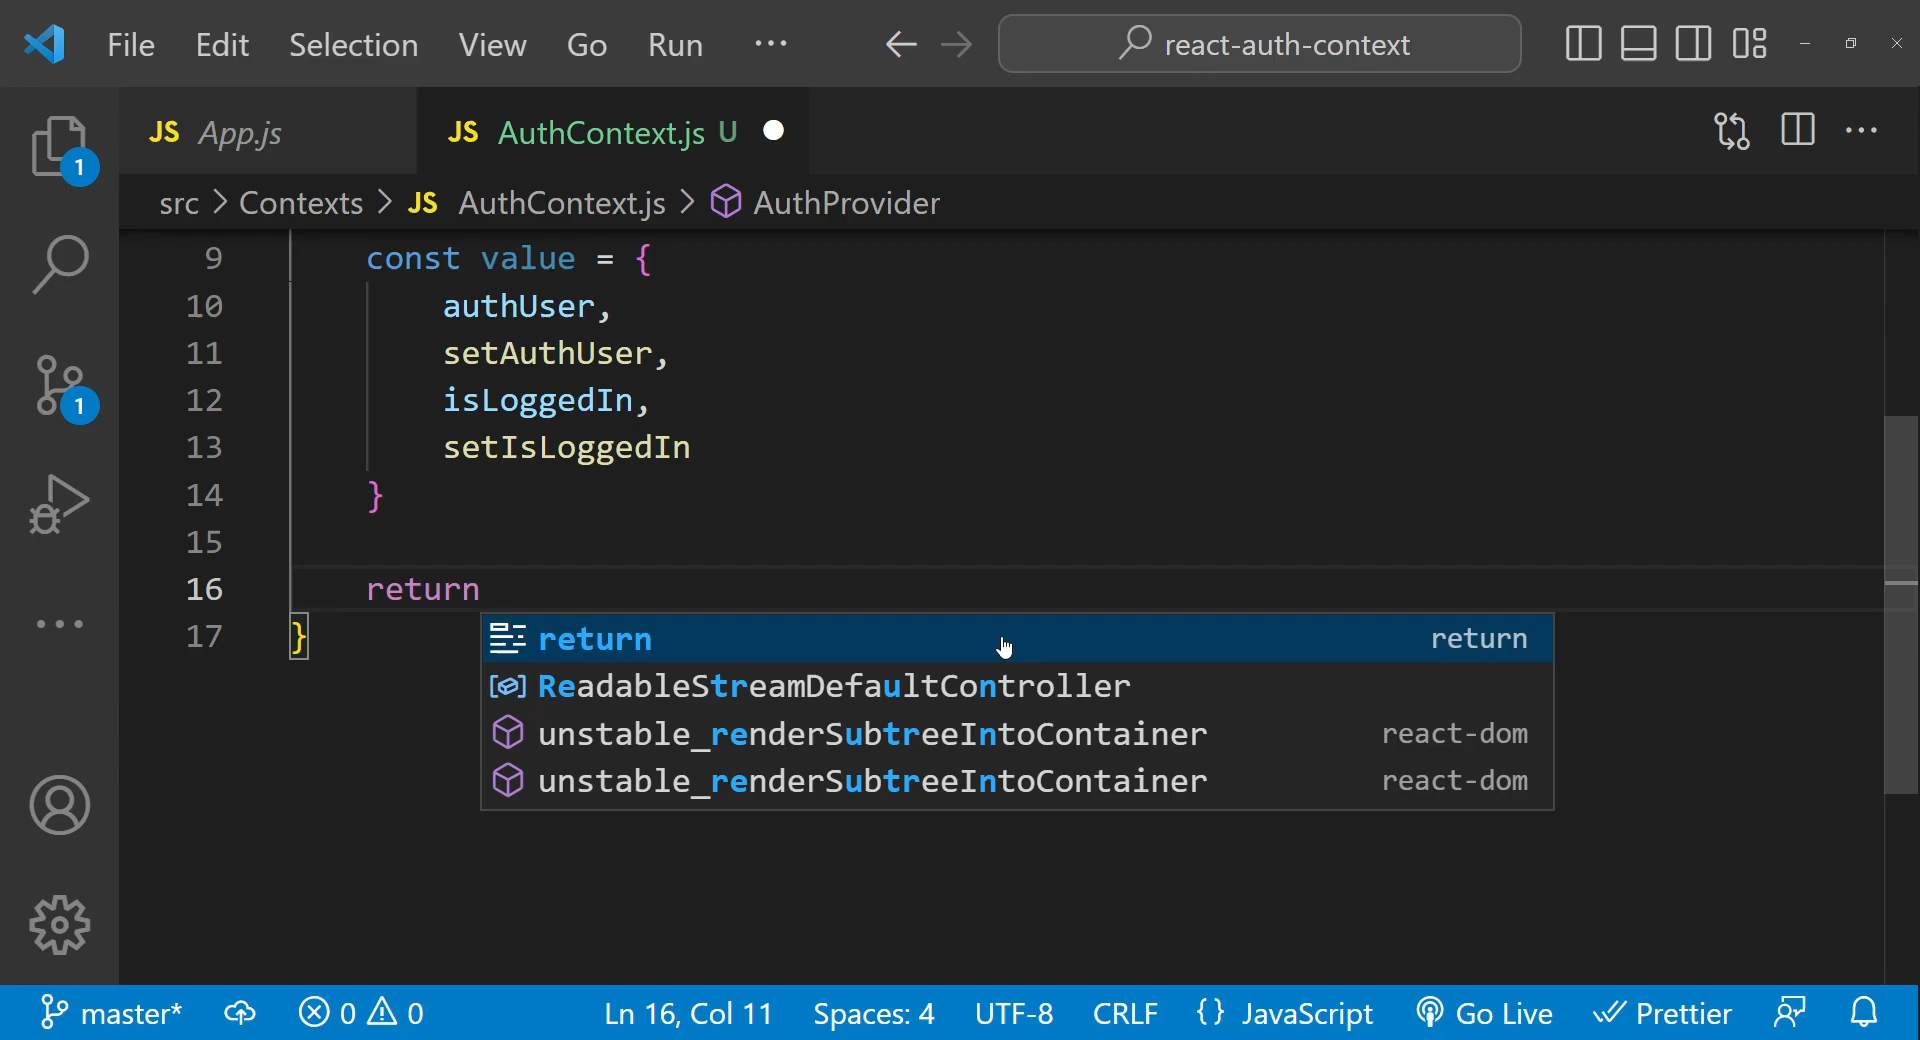 File Edit Selection View Go Run ··· react-auth-context
JS App.js JS AuthContext.js U
src > Contexts > JS AuthContext.js > AuthProvider
1
9 const value = {
10 authUser,
11 setAuthUser,
12 isLoggedIn,
13 setIsLoggedIn
1
14 }
15
16 return
17 }
return return
ReadableStreamDefaultController
unstable_renderSubtreeIntoContainer react-dom
unstable_renderSubtreeIntoContainer react-dom
master* 0 0 Ln 16, Col 11 Spaces: 4 UTF-8 CRLF {} JavaScript Go Live Prettier